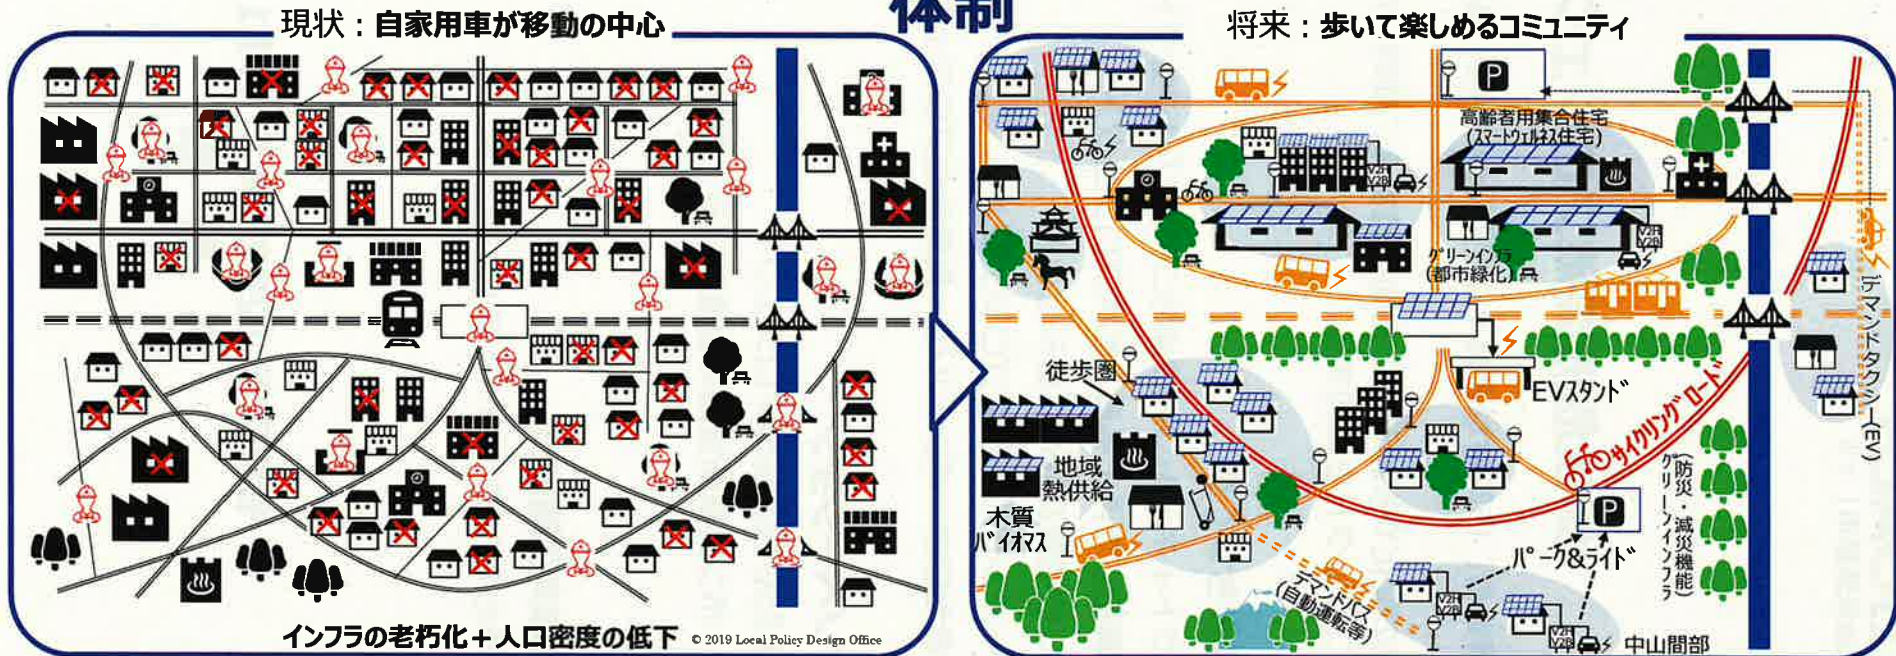 体制
現状：自家用車が移動の中心
インフラの老朽化＋人口密度の低下
© 2019 Local Policy Design Office
将来：歩いて楽しめるコミュニティ
P
高齢者用集合住宅
(スマートウェルネス住宅)
V2H
V2B
V2H
V2B
グリーンインフラ
(都市緑化)
デマンドタクシー(EV)
徒歩圏
EVスタンド
サイクリングロード
地域
熱供給
木質
バイオマス
P
パーク&ライド
グリーンインフラ
(防災・減災機能)
デマンドバス
(自動運転等)
V2H
V2B
V2H
V2B
中山間部